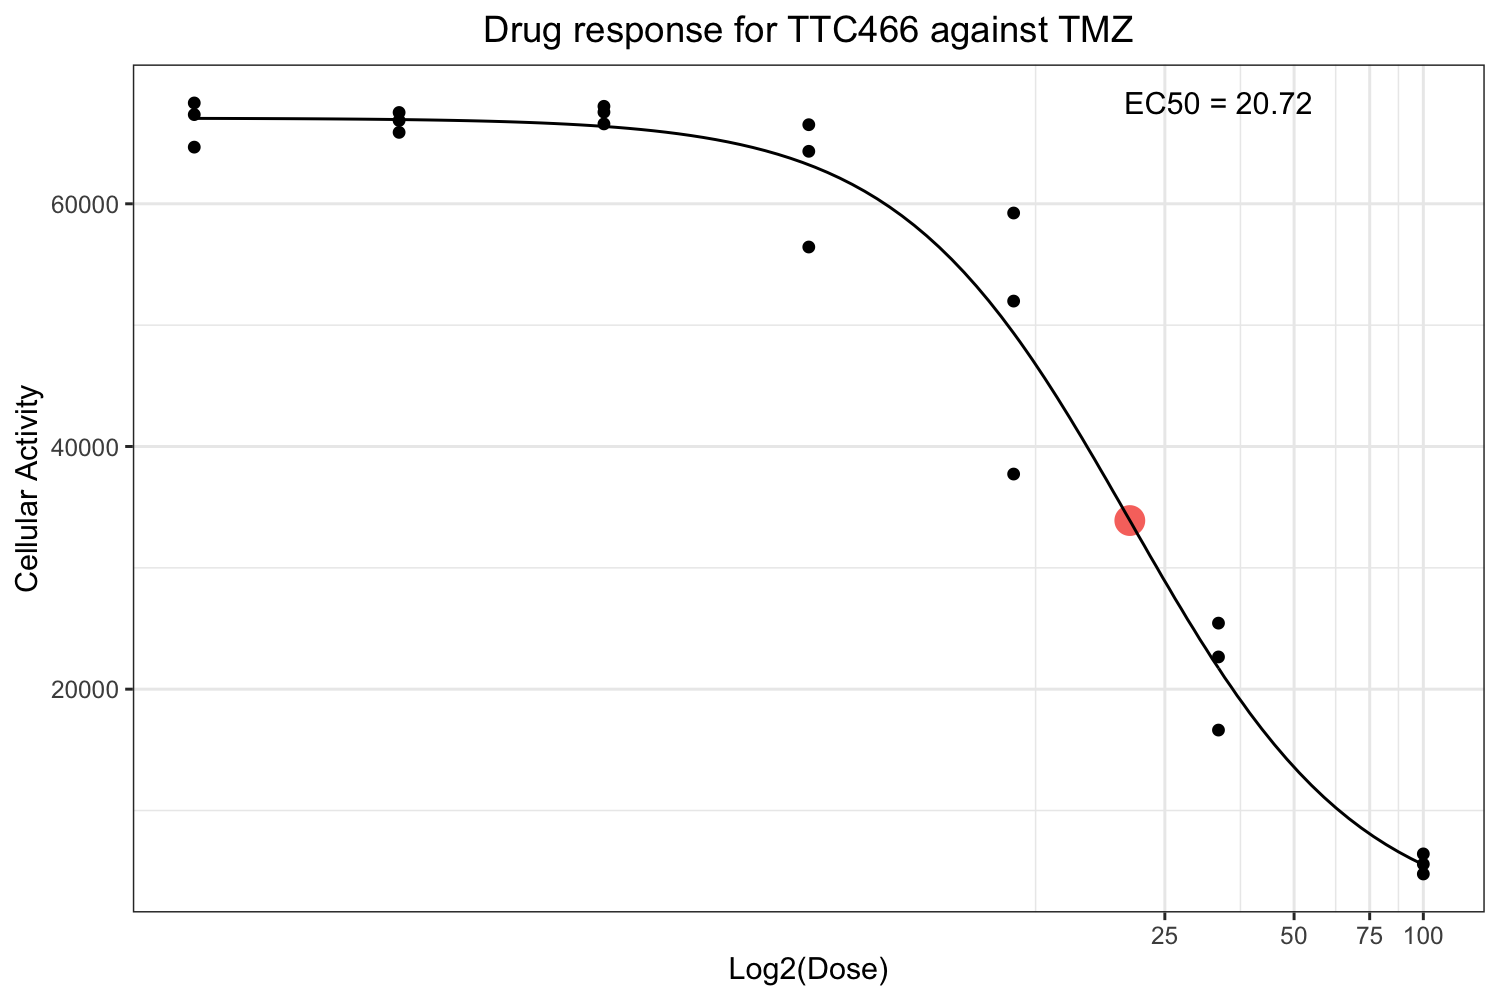 Drug response for TTC466 against TMZ
EC50 = 20.72
60000
40000
20000
Cellular Activity
25 50 75 100
Log2(Dose)